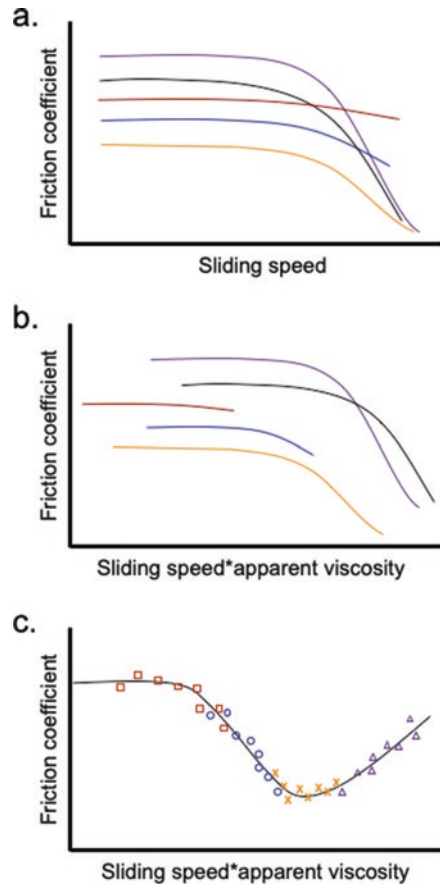 a.
Friction coefficient
Sliding speed
b.
Friction coefficient
Sliding speed*apparent viscosity
c.
Friction coefficient
Sliding speed*apparent viscosity